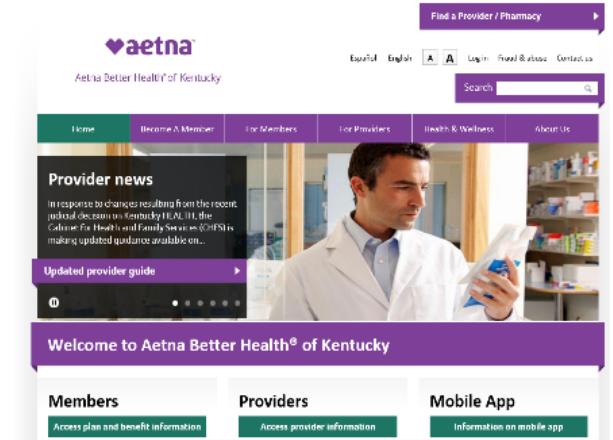 Find a Provider / Pharmacy
aetna™
Aetna Better Health® of Kentucky
Español English A A Login Fraud & abuse Contact us
Search
Home Become A Member For Members For Providers Health & Wellness About Us
Provider news
In response to changes resulting from the recent
judicial decision on Kentucky HEALTH, the
Cabinet for Health and Family Services (CHFS) is
making updated guidance available on...
Updated provider guide
Welcome to Aetna Better Health® of Kentucky
Members Providers Mobile App
Access plan and benefit information Access provider information Information on mobile app